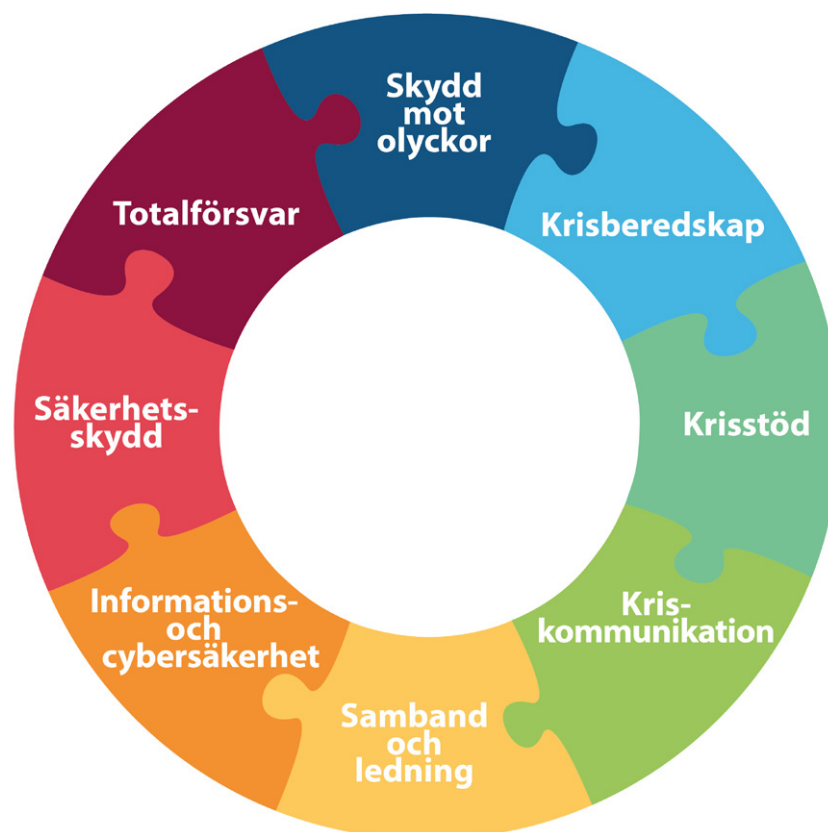 Skydd
mot
olyckor
Krisberedskap
Krisstöd
Kris-
kommunikation
Samband
och
ledning
Informations-
och
cybersäkerhet
Säkerhets-
skydd
Totalförsvar